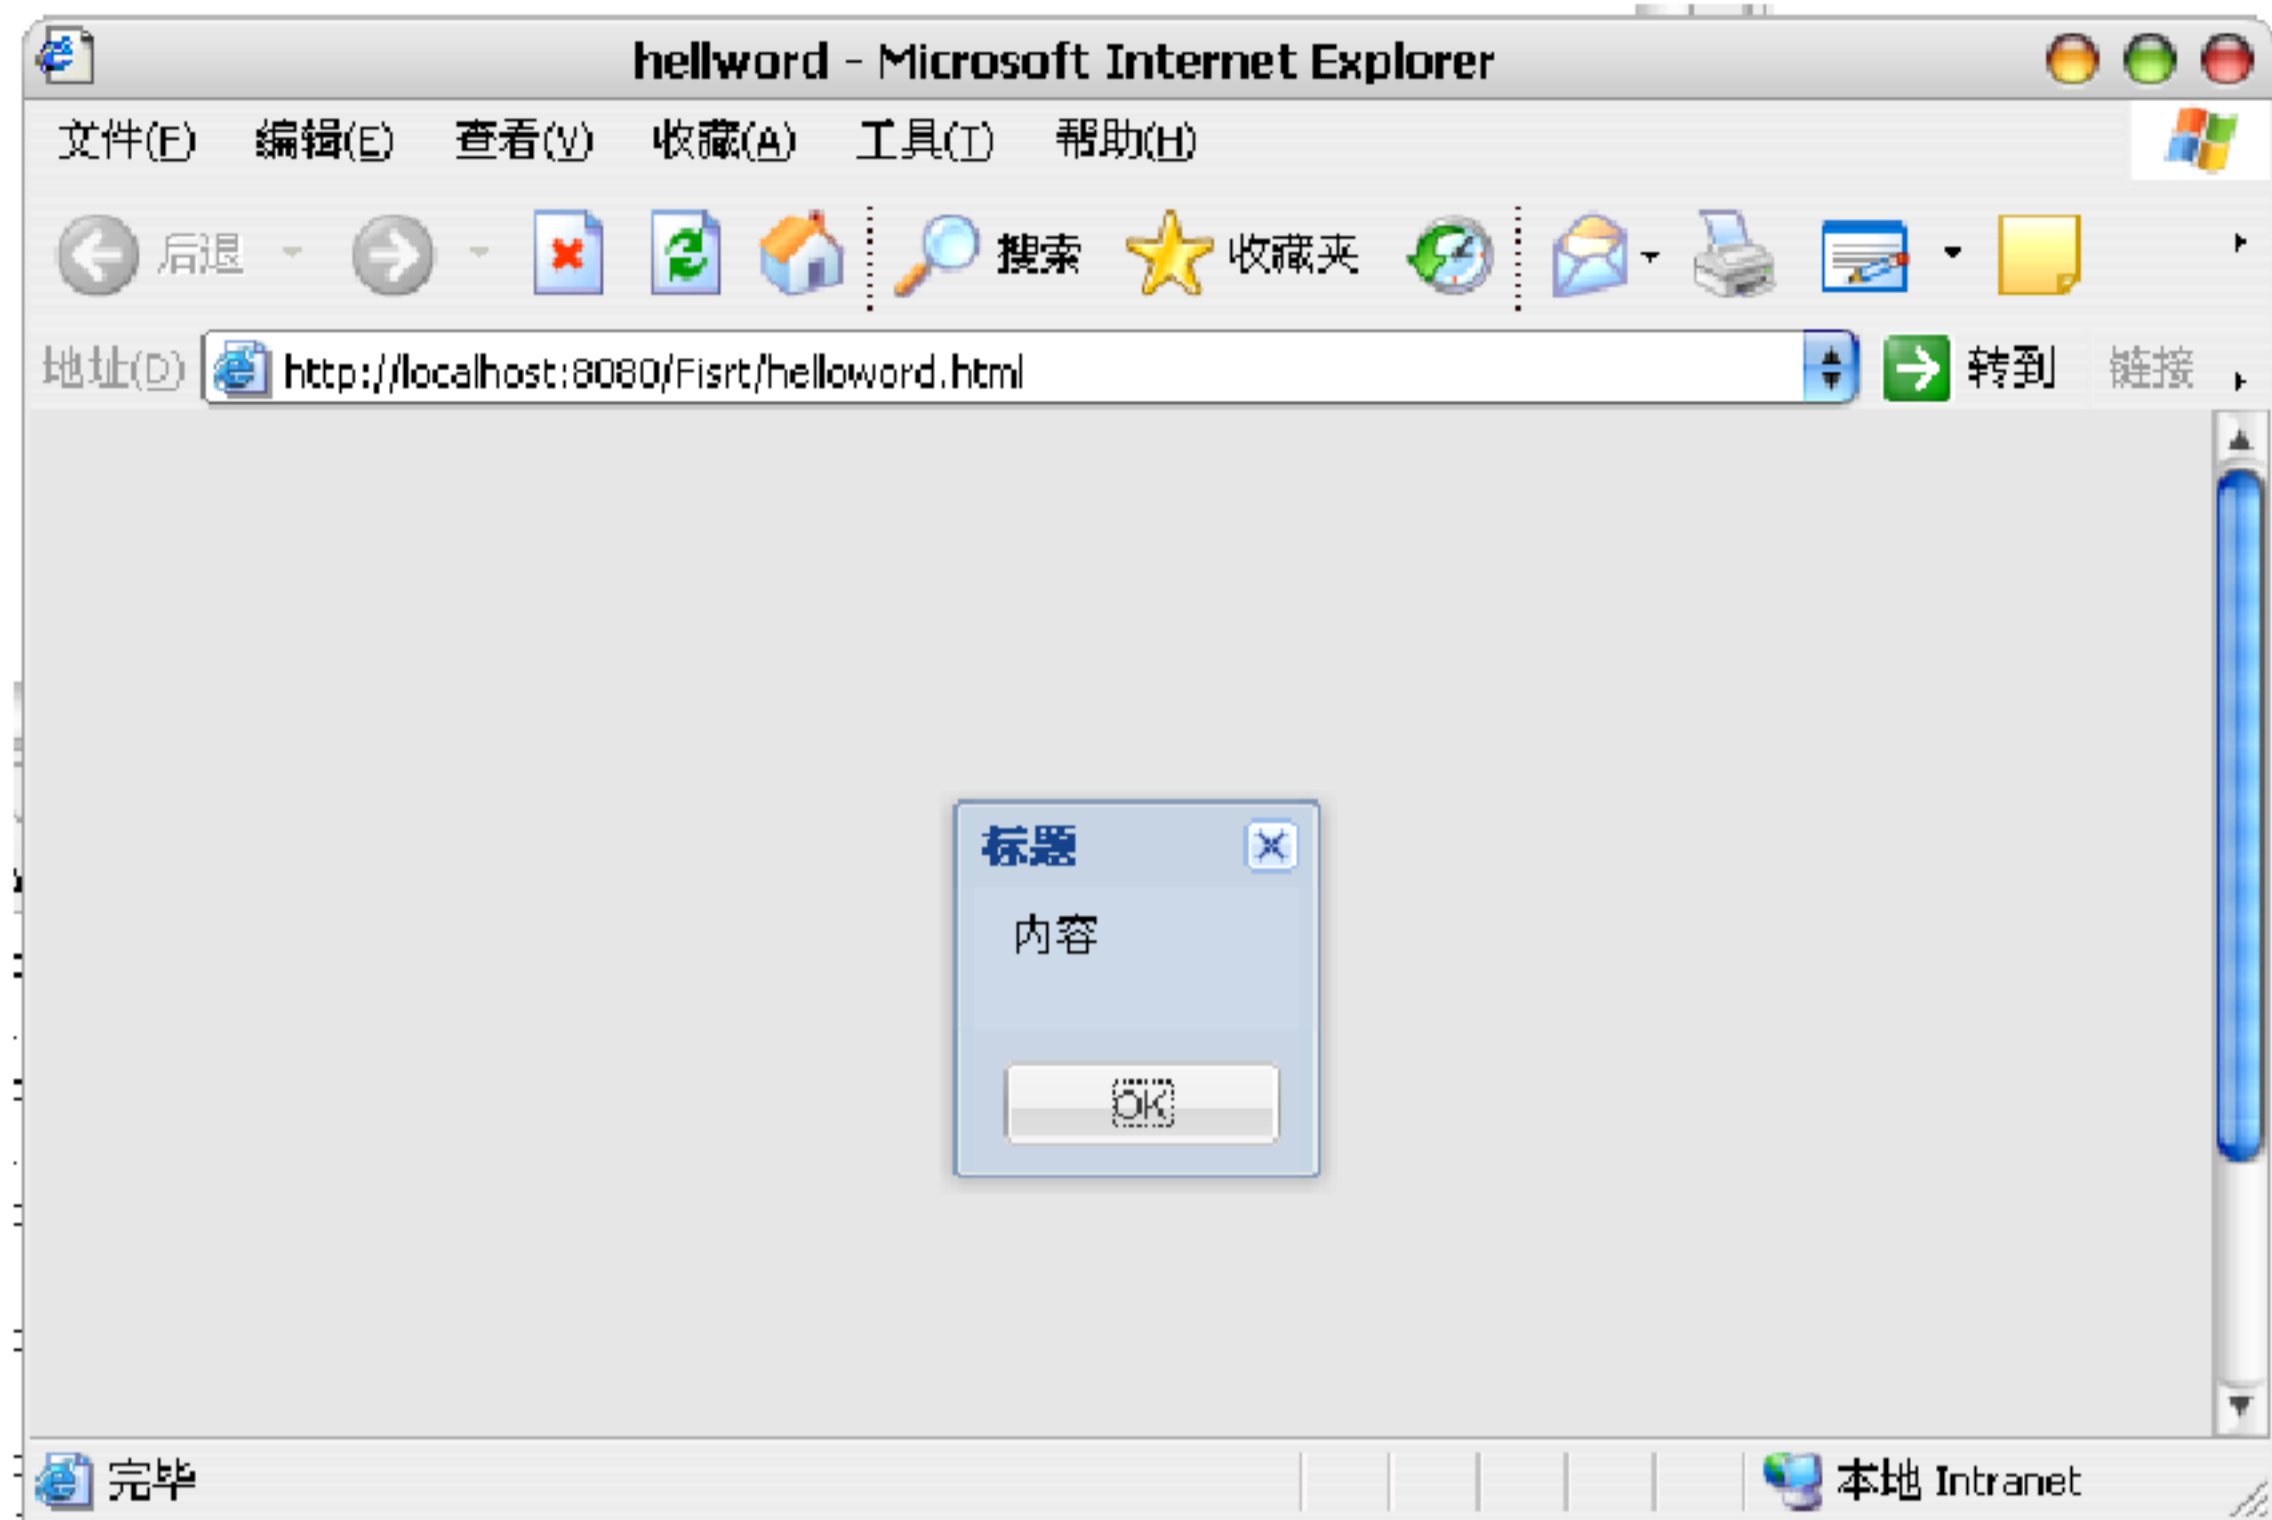 hellword - Microsoft Internet Explorer
文件(F) 编辑(E) 查看(V) 收藏(A) 工具(T) 帮助(H)
后退 搜索 收藏夹
地址(D) http://localhost:8080/Fisrt/helloword.html 转到 链接
标题
内容
OK
完毕 本地 Intranet